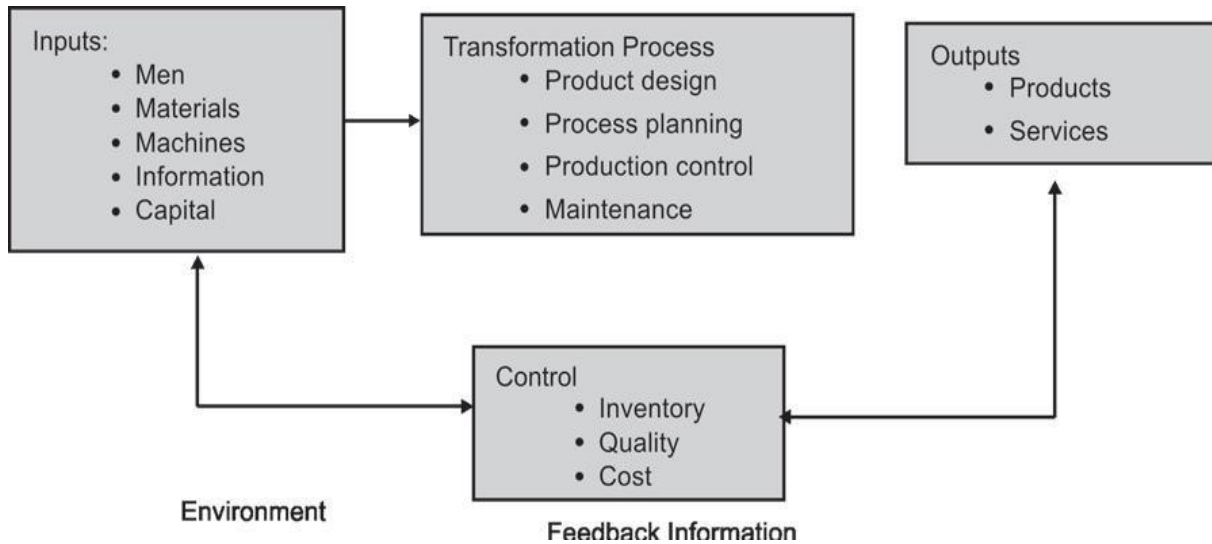 Inputs:
• Men
• Materials
• Machines
• Information
• Capital
Transformation Process
• Product design
• Process planning
• Production control
• Maintenance
Outputs
• Products
• Services
Control
• Inventory
• Quality
• Cost
Environment
Feedback Information